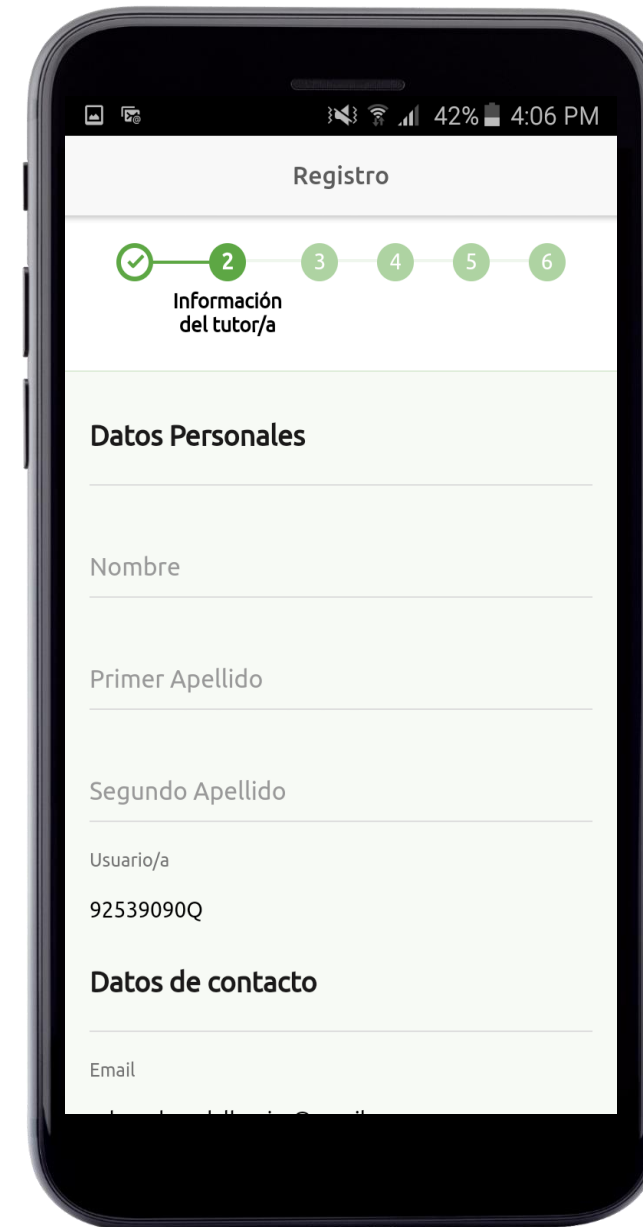 42% 4:06 PM
Registro
2 3 4 5 6
Información
del tutor/a
Datos Personales
Nombre
Primer Apellido
Segundo Apellido
Usuario/a
92539090Q
Datos de contacto
Email